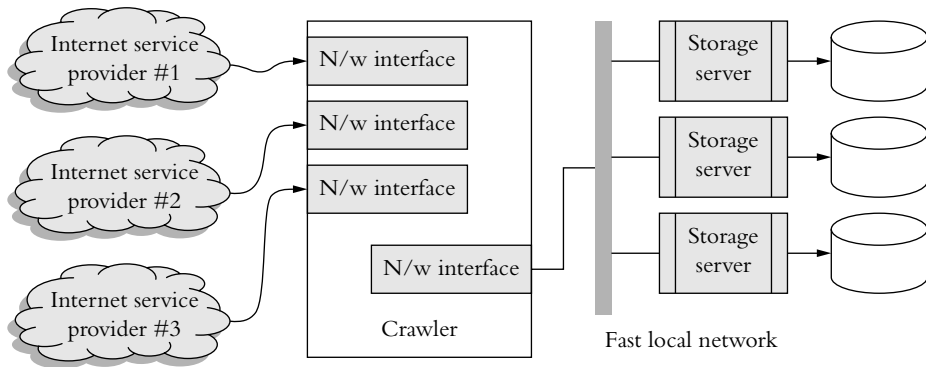 Internet service
provider #1
Internet service
provider #2
Internet service
provider #3
N/w interface
N/w interface
N/w interface
N/w interface
Crawler
Storage
server
Storage
server
Storage
server
Fast local network